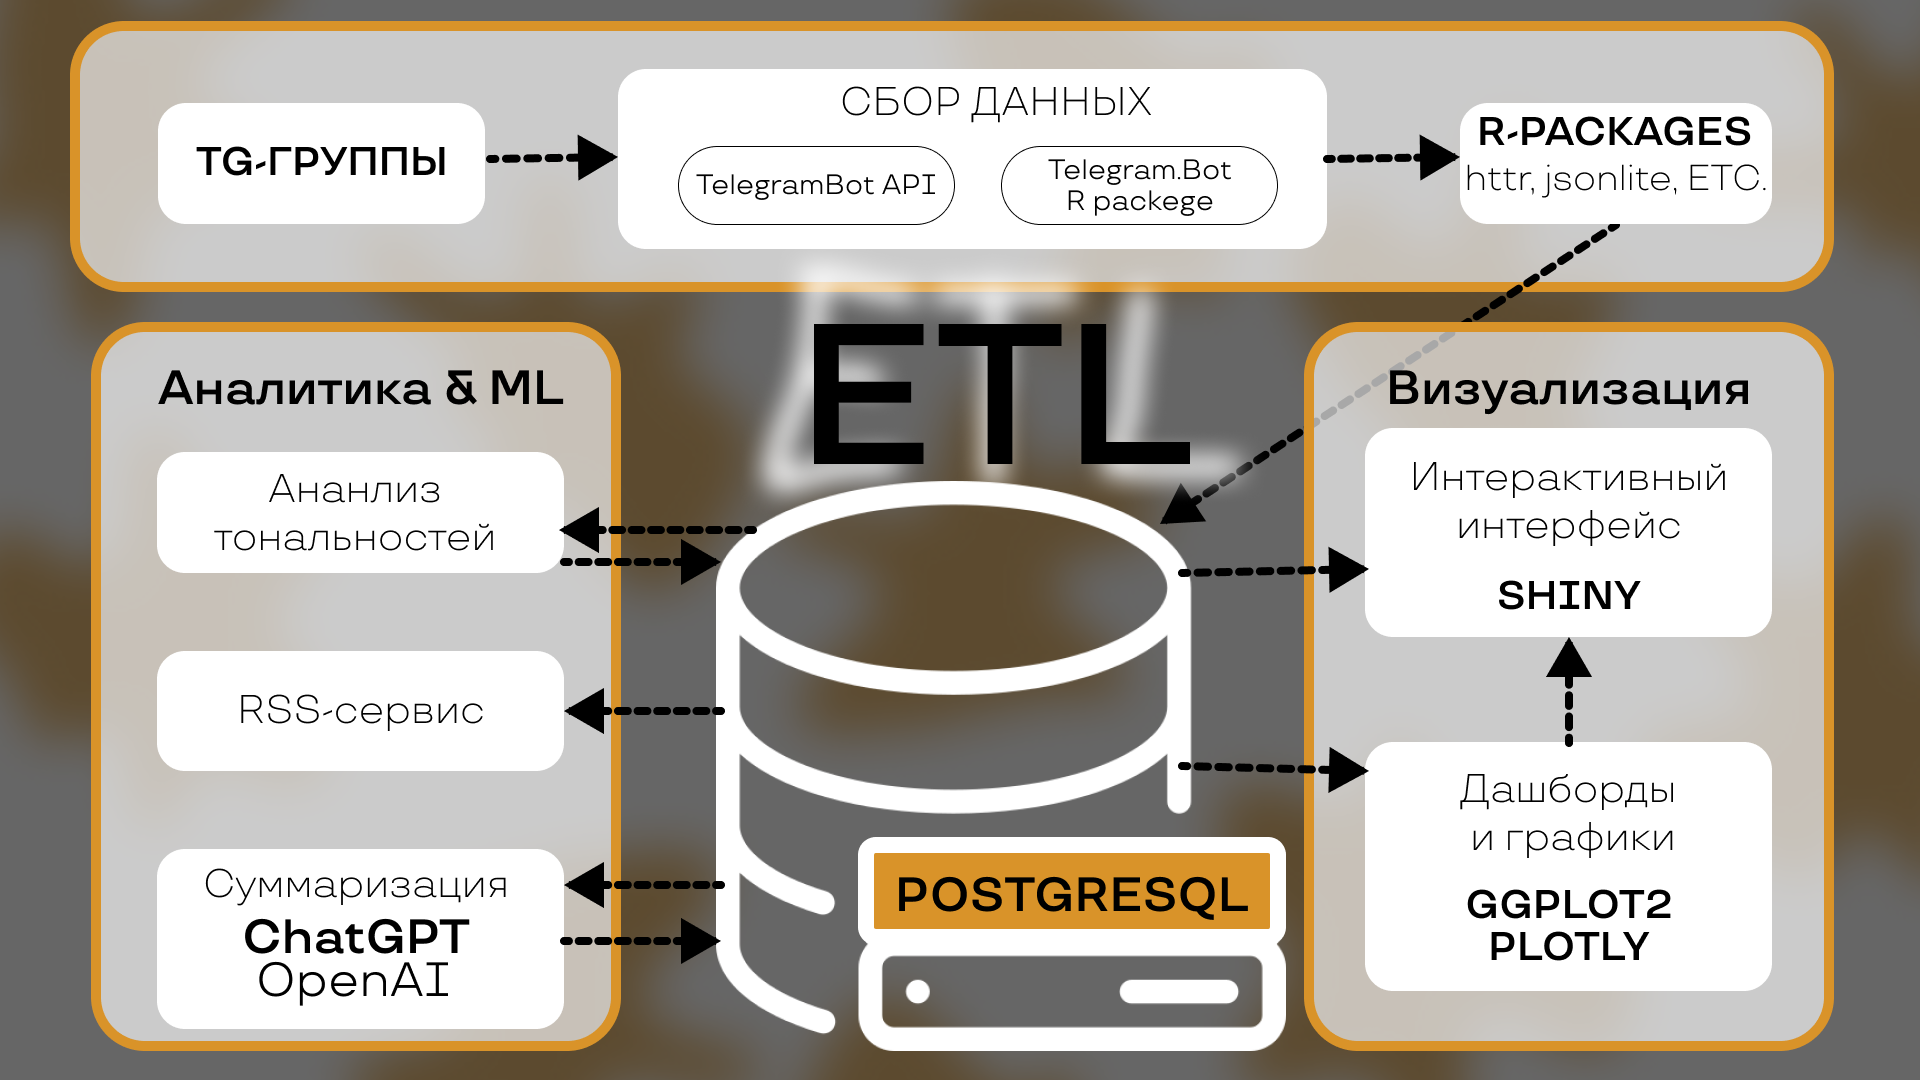 TG-ГРУППЫ
СБОР ДАННЫХ
TelegramBot API
Telegram.Bot
R packege
R-PACKAGES
httr, jsonlite, ETC.
ETL
Аналитика & ML
Ананлиз
тональностей
RSS-сервис
Суммаризация
ChatGPT
OpenAI
POSTGRESQL
Визуализация
Интерактивный
интерфейс
SHINY
Дашборды
и графики
GGPLOT2
PLOTLY